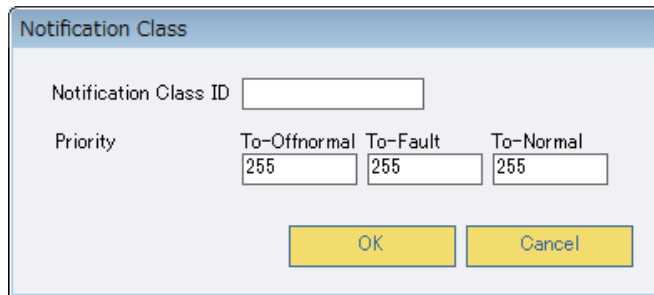 Notification Class
Notification Class ID
Priority To-Offnormal To-Fault To-Normal
255 255 255
OK Cancel